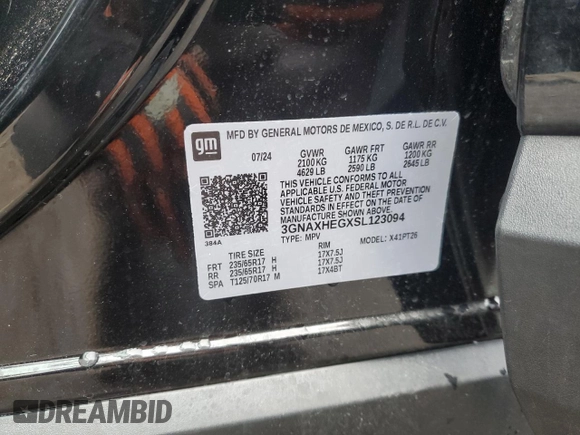 gm
MFD BY GENERAL MOTORS DE MEXICO, S. DE R.L. DE C.V.
07/24 GVWR GAWR FRT GAWR RR
2100 KG 1175 KG 1200 KG
4629 LB 2590 LB 2645 LB
THIS VEHICLE CONFORMS TO ALL
APPLICABLE U.S. FEDERAL MOTOR
VEHICLE SAFETY AND THEFT PREVENTION
STANDARDS IN EFFECT ON THE DATE OF
MANUFACTURE SHOWN ABOVE.
3GNAXHEGXSL123094
384A TYPE: MPV MODEL: X41PT26
TIRE SIZE RIM
FRT 235/65R17 H 17X7.5J
RR 235/65R17 H 17X7.5J
SPA T125/70R17 M 17X4BT
DREAMBID